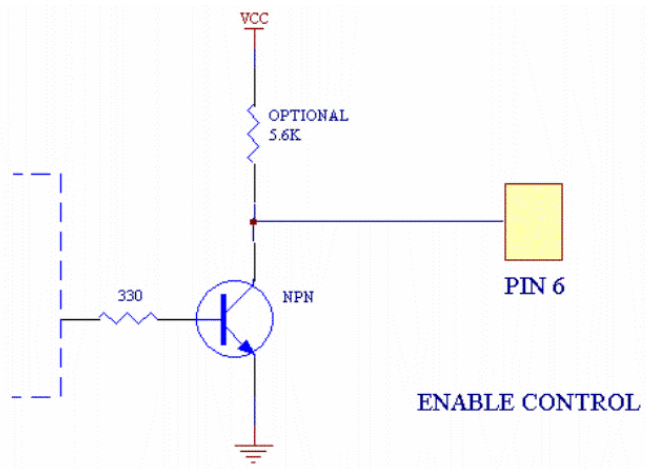 VCC
OPTIONAL
5.6K
330
NPN
PIN 6
ENABLE CONTROL